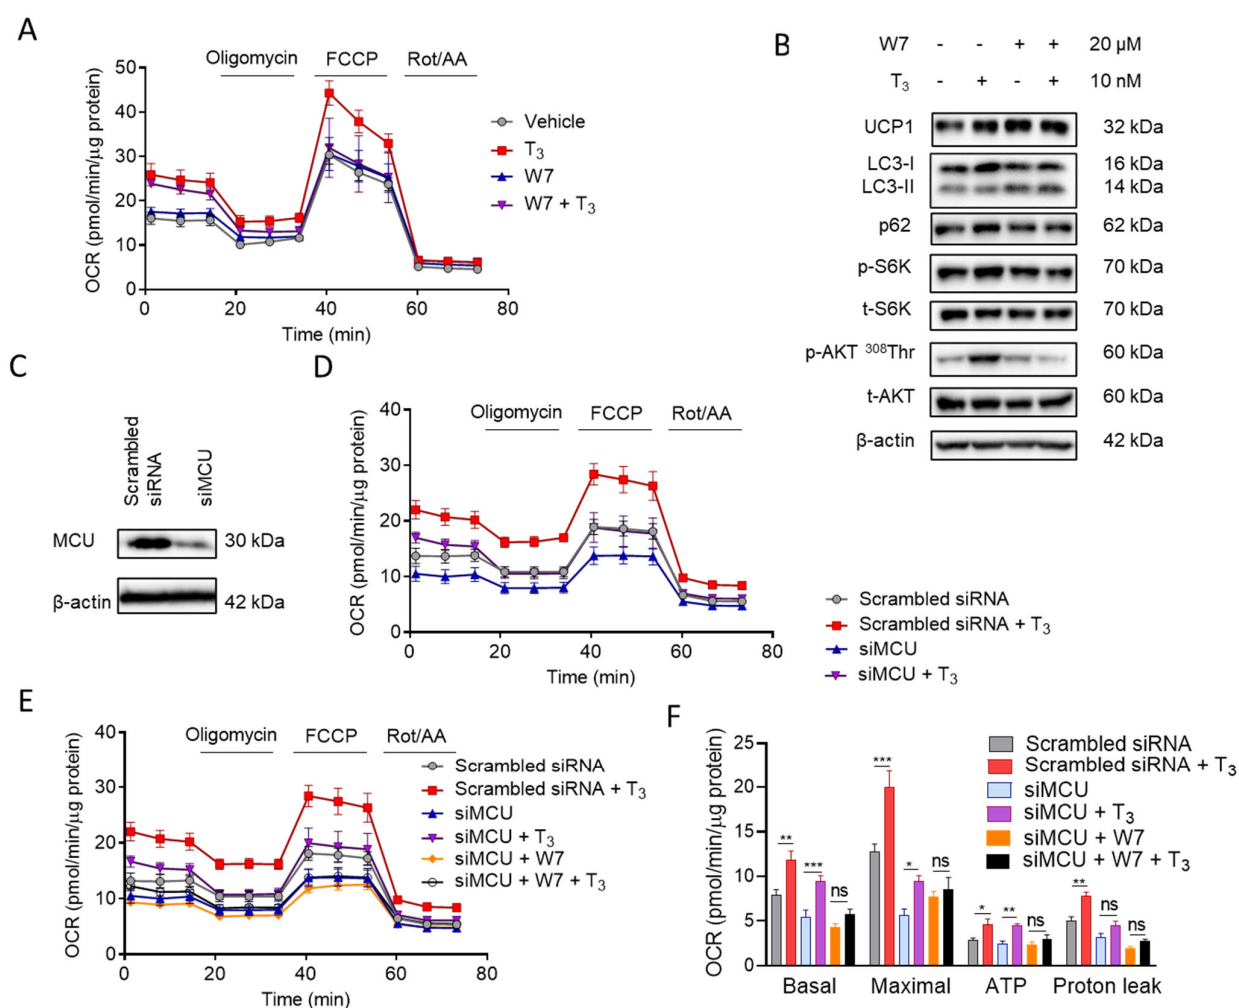 A
Oligomycin FCCP Rot/AA
50
40
30
20
10
0
0 20 40 60 80
OCR (pmol/min/μg protein)
Time (min)
Vehicle
T3
W7
W7 + T3
B
W7 - - + + 20 μM
T3 - + - + 10 nM
UCP1 32 kDa
LC3-I 16 kDa
LC3-II 14 kDa
p62 62 kDa
p-S6K 70 kDa
t-S6K 70 kDa
p-AKT 308Thr 60 kDa
t-AKT 60 kDa
β-actin 42 kDa
C
Scrambled siRNA
siMCU
MCU 30 kDa
β-actin 42 kDa
D
Oligomycin FCCP Rot/AA
40
30
20
10
0
0 20 40 60 80
OCR (pmol/min/μg protein)
Time (min)
Scrambled siRNA
Scrambled siRNA + T3
siMCU
siMCU + T3
E
Oligomycin FCCP Rot/AA
40
30
20
10
0
0 20 40 60 80
OCR (pmol/min/μg protein)
Time (min)
Scrambled siRNA
Scrambled siRNA + T3
siMCU
siMCU + T3
siMCU + W7
siMCU + W7 + T3
F
25
20
15
10
5
0
OCR (pmol/min/μg protein)
** *** *** * ns ns * ** ns ** ns ns
Basal Maximal ATP Proton leak
Scrambled siRNA
Scrambled siRNA + T3
siMCU
siMCU + T3
siMCU + W7
siMCU + W7 + T3